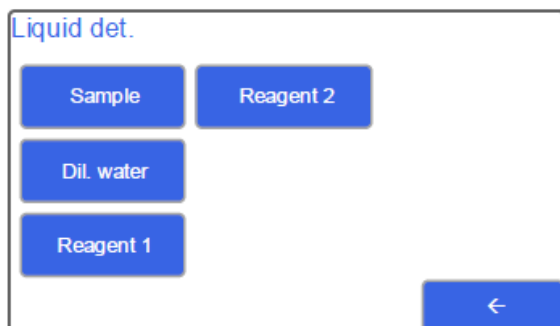 Liquid det.
Sample
Reagent 2
Dil. water
Reagent 1
←